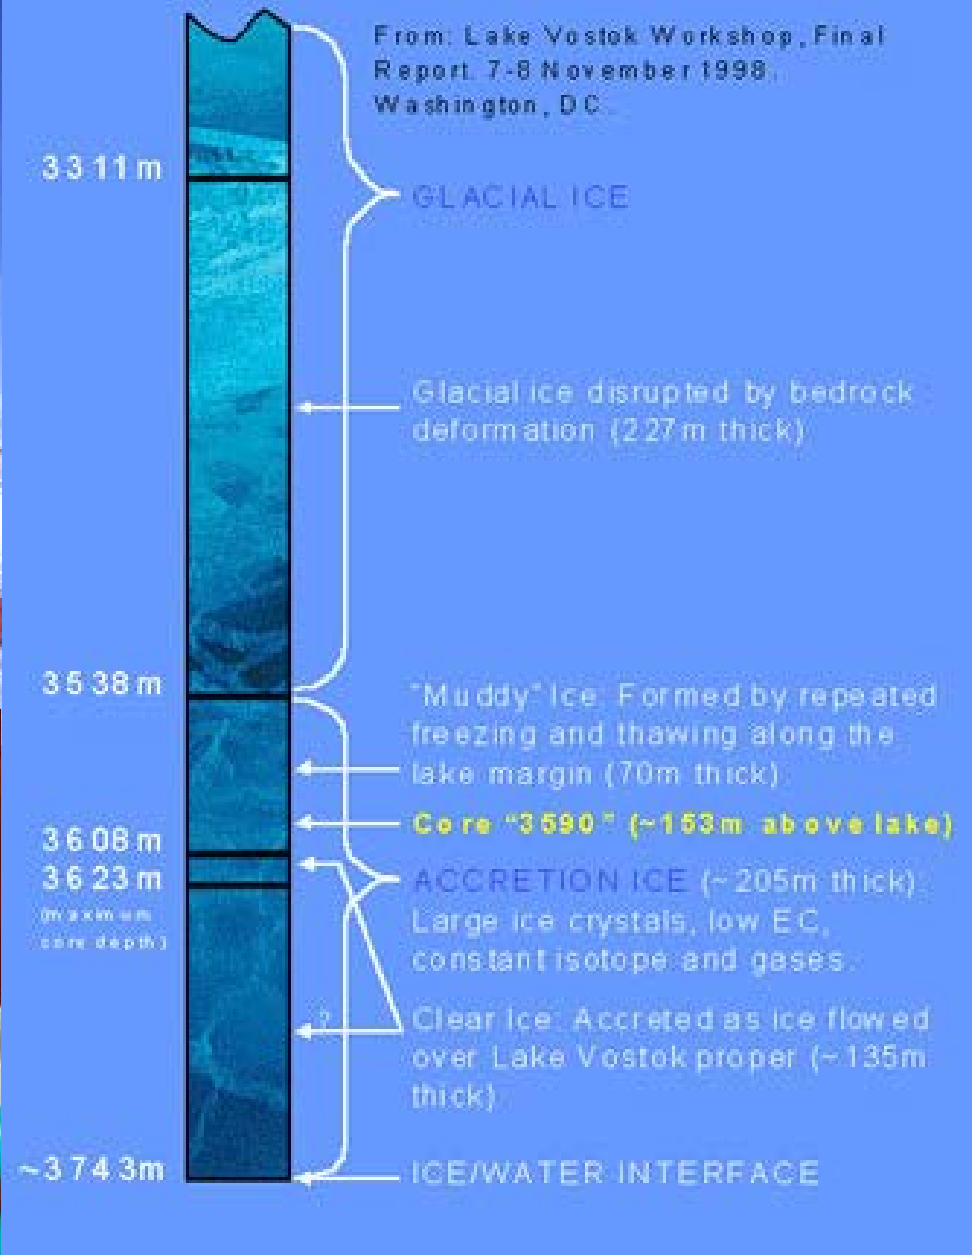 From: Lake Vostok Workshop, Final
Report. 7-8 November 1998.
Washington, DC.
3311m
GLACIAL ICE
Glacial ice disrupted by bedrock
deformation (227m thick)
3538m
"Muddy" Ice: Formed by repeated
freezing and thawing along the
lake margin (70m thick)
Core "3590" (~153m above lake)
3608m
3623m
(maximum
core depth)
ACCRETION ICE (~205m thick)
Large ice crystals, low EC,
constant isotope and gases.
?
Clear Ice: Accreted as ice flowed
over Lake Vostok proper (~135m
thick)
~3743m
ICE/WATER INTERFACE